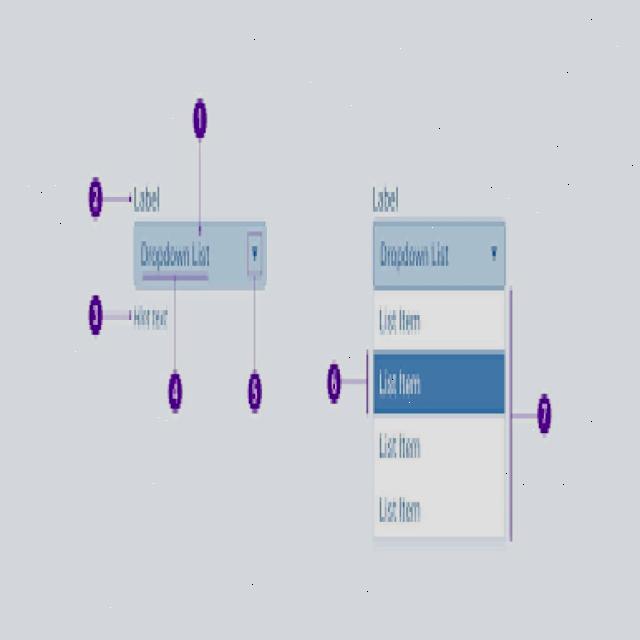 1
2 Label
Dropdown List
3 Hint text
4
5
Label
Dropdown List
List Item
6 List Item
7
List Item
List Item